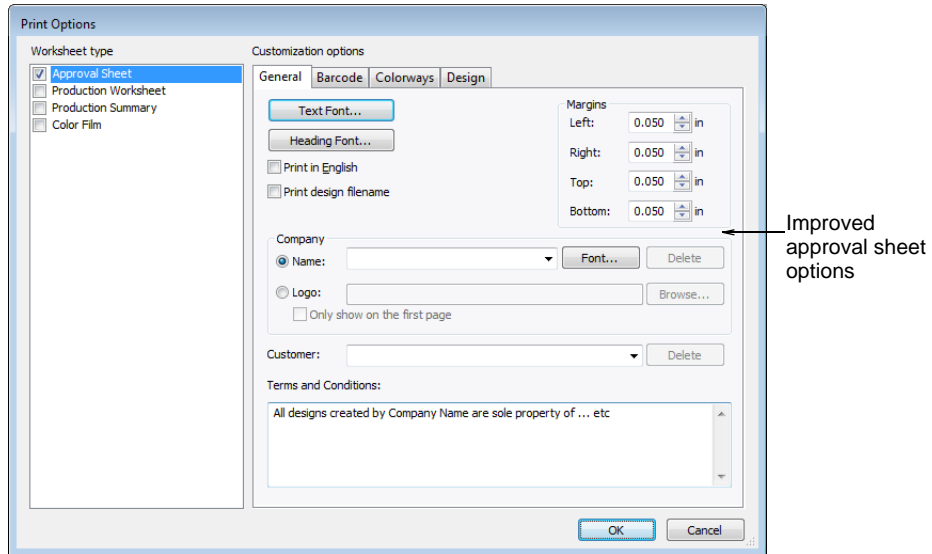 Print Options
Worksheet type
Approval Sheet
Production Worksheet
Production Summary
Color Film
Customization options
General Barcode Colorways Design
Text Font...
Heading Font...
Print in English
Print design filename
Margins
Left: 0.050 in
Right: 0.050 in
Top: 0.050 in
Bottom: 0.050 in
Company
Name: Font... Delete
Logo: Browse...
Only show on the first page
Customer: Delete
Terms and Conditions:
All designs created by Company Name are sole property of ... etc
OK Cancel
Improved
approval sheet
options